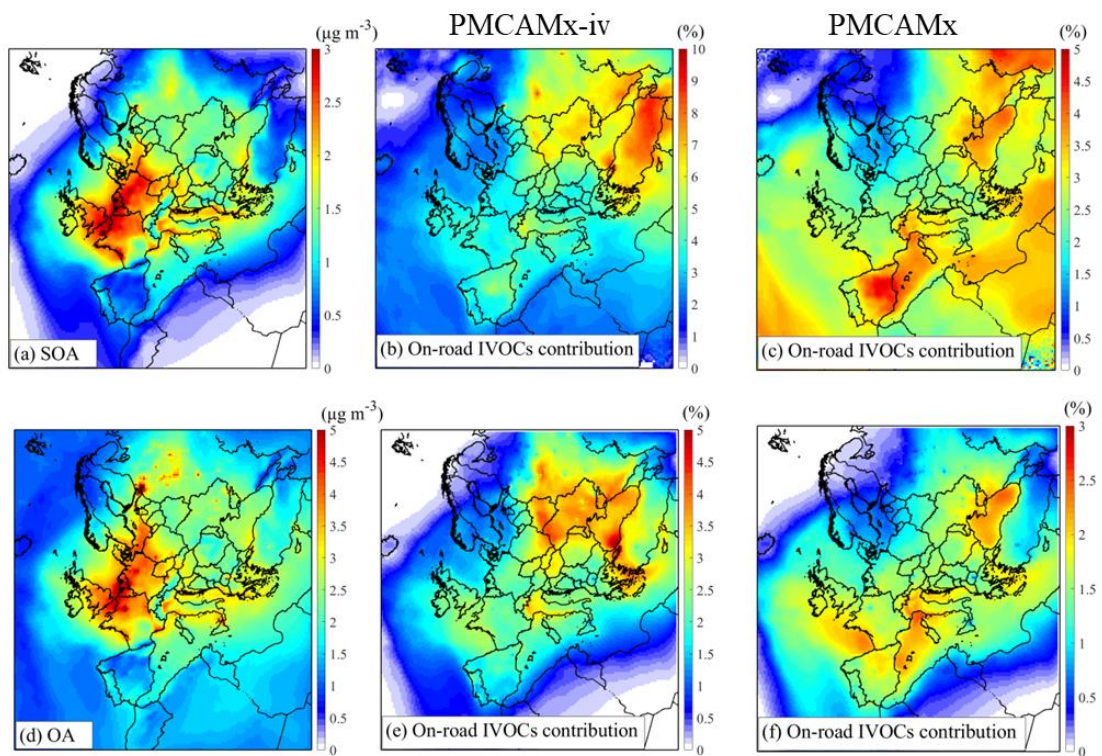 PMCAMx-iv PMCAMx
(μg m⁻³) (%) (%)
3 10 5
9 4.5
2.5 8 4
7 3.5
2 6 3
1.5 5 2.5
4 2
1 3 1.5
2 1
0.5 1 0.5
0 0 0
(a) SOA (b) On-road IVOCs contribution (c) On-road IVOCs contribution
(μg m⁻³) (%) (%)
5 5 3
4.5 4.5
4 4 2.5
3.5 3.5
3 3 2
2.5 2.5 1.5
2 2
1.5 1.5 1
1 1
0.5 0.5 0.5
0 0 0
(d) OA (e) On-road IVOCs contribution (f) On-road IVOCs contribution